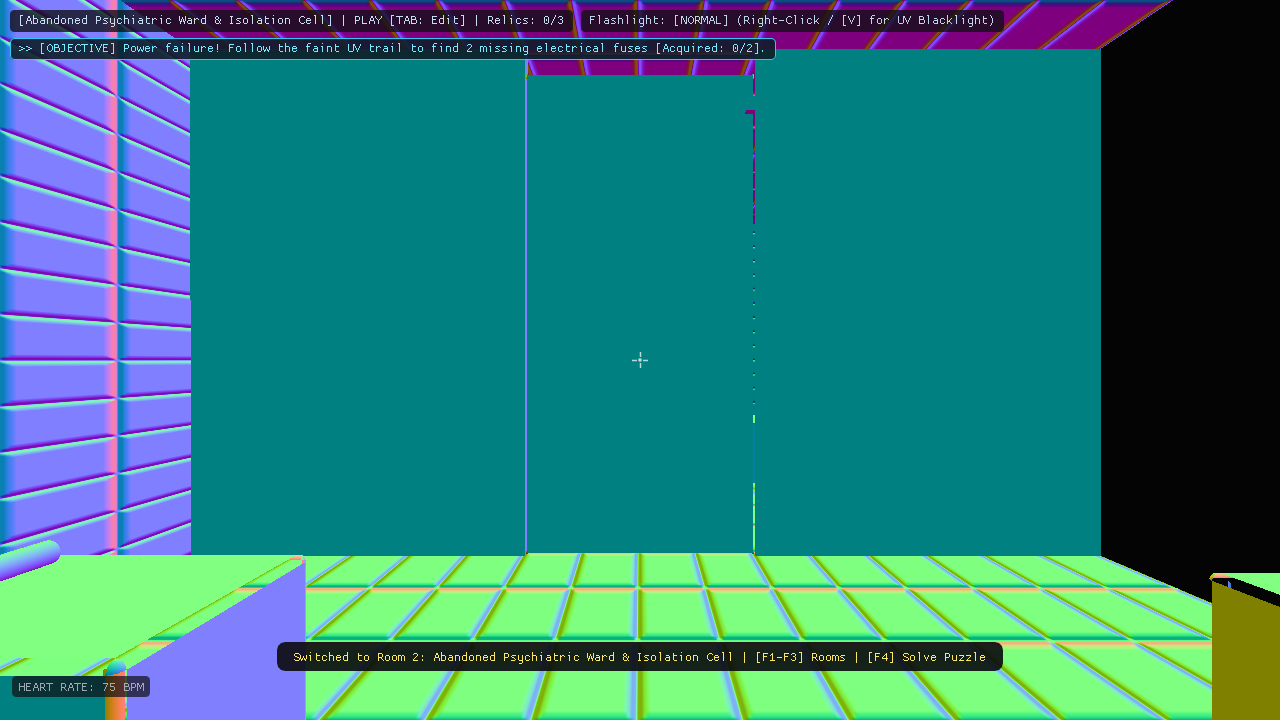 [Abandoned Psychiatric Ward & Isolation Cell] | PLAY [TAB: Edit] | Relics: 0/3
Flashlight: [NORMAL] (Right-Click / [V] for UV Blacklight)
>> [OBJECTIVE] Power failure! Follow the faint UV trail to find 2 missing electrical fuses [Acquired: 0/2].
Switched to Room 2: Abandoned Psychiatric Ward & Isolation Cell | [F1-F3] Rooms | [F4] Solve Puzzle
HEART RATE: 75 BPM